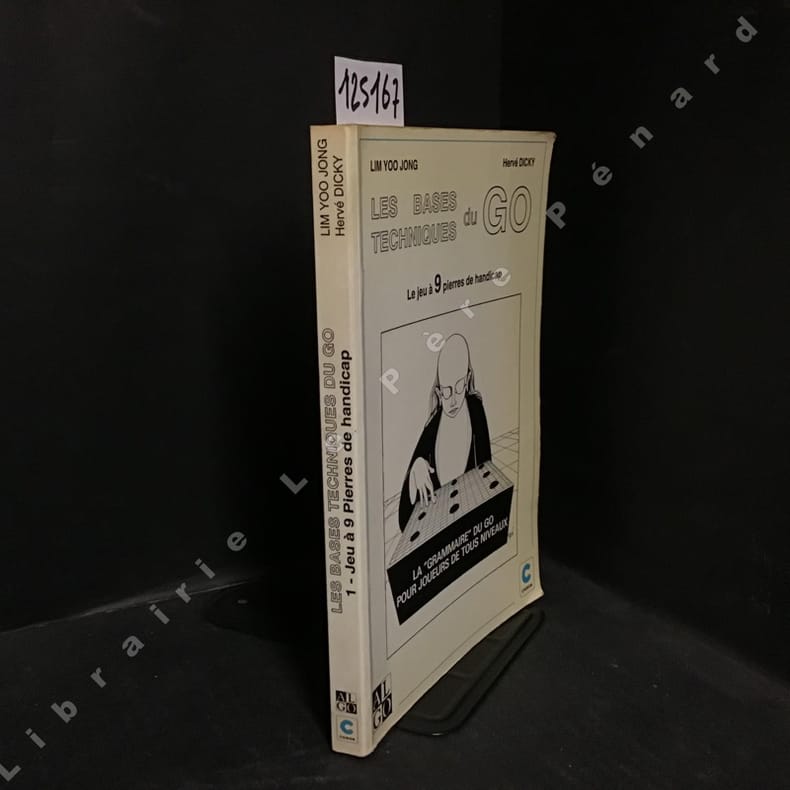 125167
LIM YOO JONG
Hervé DICKY
LES BASES TECHNIQUES DU GO
1 - Jeu à 9 Pierres de handicap
AL
GO
C
LIM YOO JONG Hervé DICKY
LES BASES
TECHNIQUES
du GO
Le jeu à 9 pierres de handicap
LA "GRAMMAIRE" DU GO
POUR JOUEURS DE TOUS NIVEAUX
C
AL
GO
Librairie Le Père Pénard